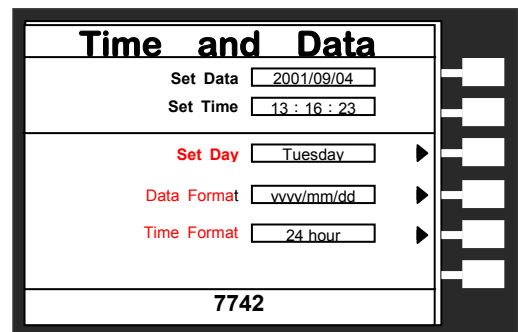 Time and Data
Set Data 2001/09/04
Set Time 13：16：23
Set Day Tuesday
Data Format yyyy/mm/dd
Time Format 24 hour
7742